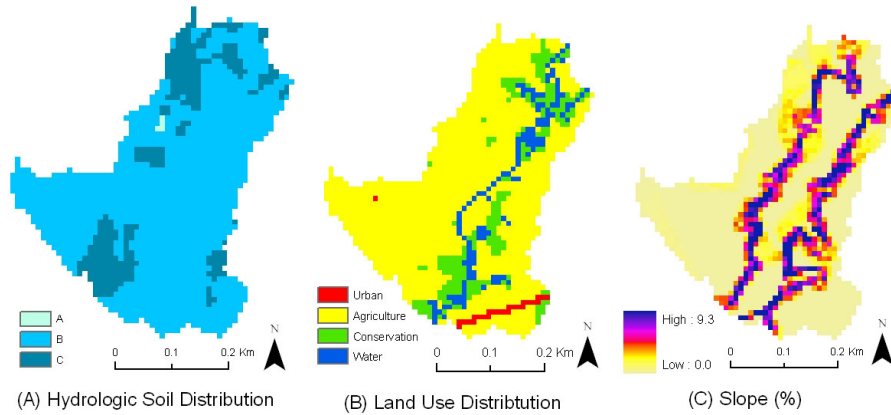 A
B
C
N
0 0.1 0.2 Km
(A) Hydrologic Soil Distribution
Urban
Agriculture
Conservation
Water
N
0 0.1 0.2 Km
(B) Land Use Distribtution
High : 9.3
Low : 0.0
N
0 0.1 0.2 Km
(C) Slope (%)